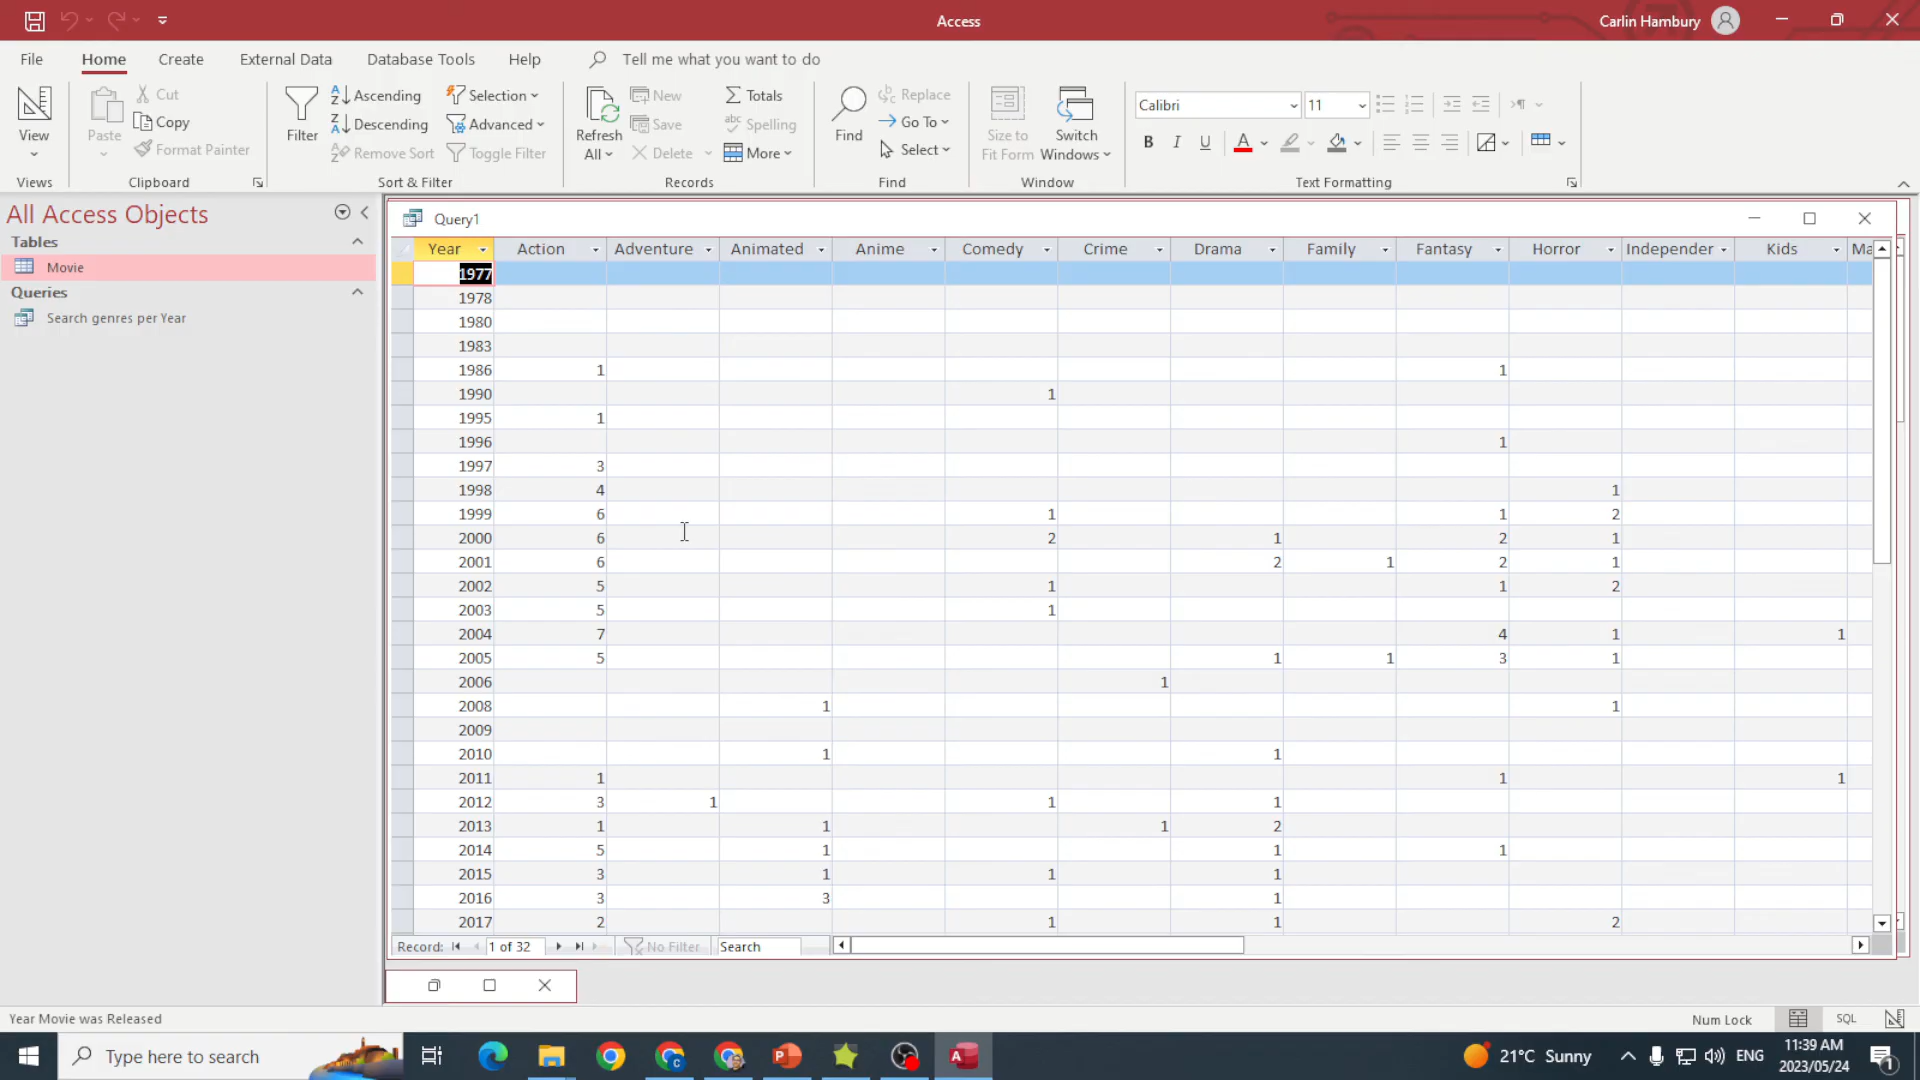 Access
Carlin Hambury
File Home Create External Data Database Tools Help Tell me what you want to do
View
Views
Paste
Cut
Copy
Format Painter
Clipboard
Filter
Ascending
Descending
Remove Sort
Selection
Advanced
Toggle Filter
Sort & Filter
Refresh
All
New
Save
Delete
Totals
Spelling
More
Records
Find
Replace
Go To
Select
Find
Size to
Fit Form
Switch
Windows
Window
Calibri 11
B I U A
Text Formatting
All Access Objects
Tables
Movie
Queries
Search genres per Year
Query1
Year Action Adventure Animated Anime Comedy Crime Drama Family Fantasy Horror Independer Kids Ma
1977
1978
1980
1983
1986 1 1
1990 1
1995 1
1996 1
1997 3
1998 4 1
1999 6 1 1 2
2000 6 2 1 2 1
2001 6 2 1 2 1
2002 5 1 1 2
2003 5 1
2004 7 4 1 1
2005 5 1 1 3 1
2006 1
2008 1 1
2009
2010 1 1
2011 1 1 1
2012 3 1 1 1
2013 1 1 1 2
2014 5 1 1 1
2015 3 1 1 1
2016 3 3 1
2017 2 1 1 2
Record: 1 of 32 No Filter Search
Year Movie was Released
Num Lock
SQL
Type here to search
21°C Sunny
ENG
11:39 AM
2023/05/24
1